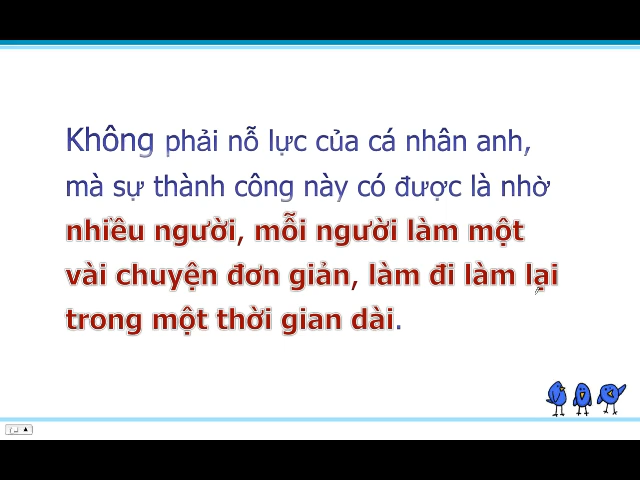 Không phải nỗ lực của cá nhân anh,
mà sự thành công này có được là nhờ
nhiều người, mỗi người làm một
vài chuyện đơn giản, làm đi làm lại
trong một thời gian dài.